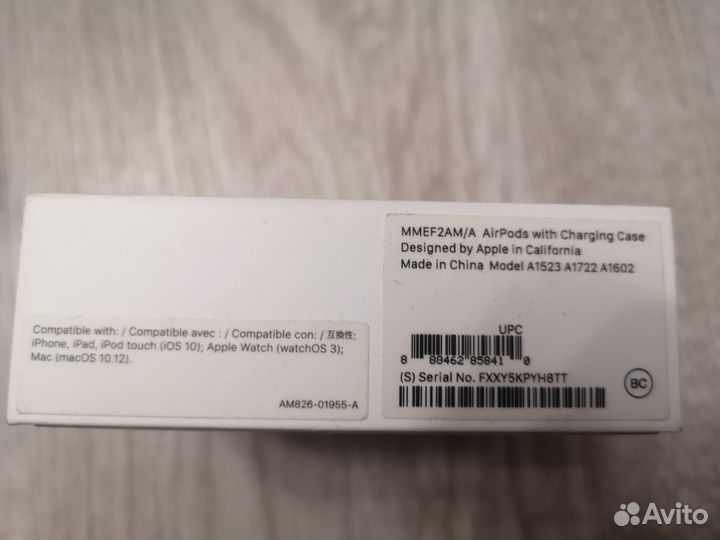 MMEF2AM/A AirPods with Charging Case
Designed by Apple in California
Made in China Model A1523 A1722 A1602
UPC
8 88462 85841 0
(S) Serial No. FXXY5KPYH8TT
BC
Compatible with: / Compatible avec : / Compatible con: / 互換性:
iPhone, iPad, iPod touch (iOS 10); Apple Watch (watchOS 3);
Mac (macOS 10.12).
AM826-01955-A
Avito